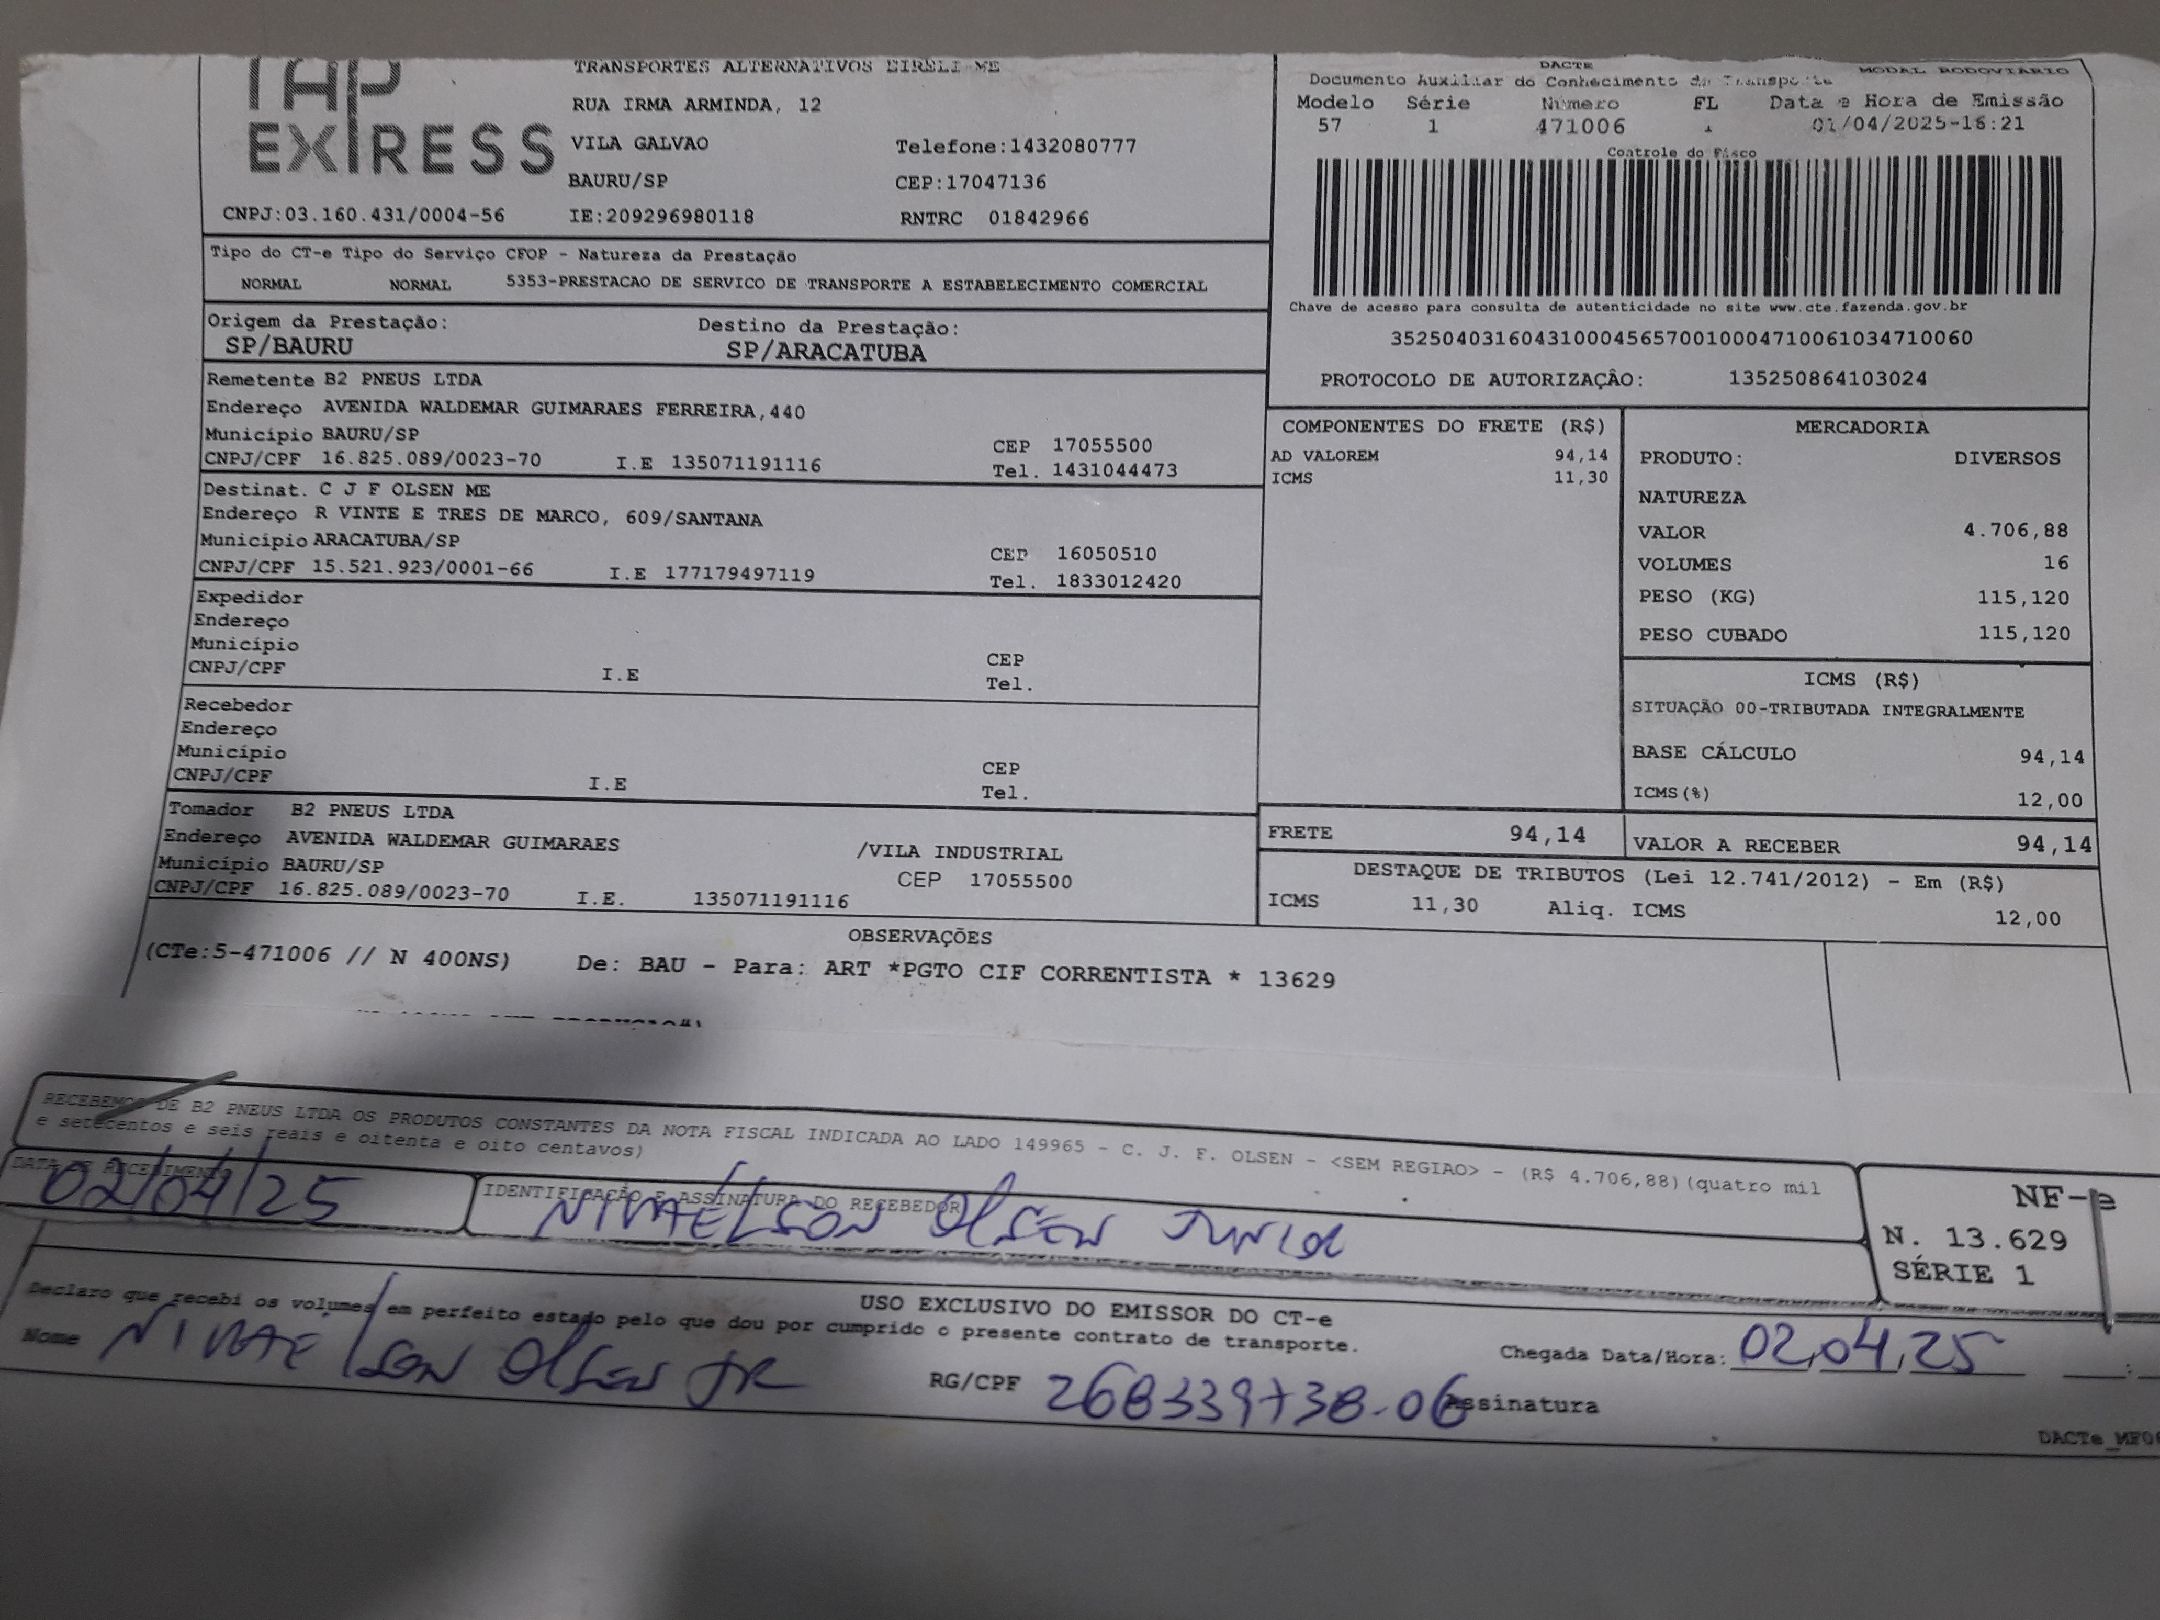 TAP
EXPRESS
TRANSPORTES ALTERNATIVOS EIRELI-ME
RUA IRMA ARMINDA, 12
VILA GALVAO Telefone:1432080777
BAURU/SP CEP:17047136
CNPJ:03.160.431/0004-56 IE:209296980118 RNTRC 01842966
DACTE MODAL RODOVIARIO
Documento Auxiliar do Conhecimento de Transporte
Modelo Série Número FL Data e Hora de Emissão
57 1 471006 1 01/04/2025-16:21
Controle do Fisco
Chave de acesso para consulta de autenticidade no site www.cte.fazenda.gov.br
35250403160431000456570010004710061034710060
PROTOCOLO DE AUTORIZAÇÃO: 135250864103024
Tipo do CT-e Tipo do Serviço CFOP - Natureza da Prestação
NORMAL NORMAL 5353-PRESTACAO DE SERVICO DE TRANSPORTE A ESTABELECIMENTO COMERCIAL
Origem da Prestação: Destino da Prestação:
SP/BAURU SP/ARACATUBA
Remetente B2 PNEUS LTDA
Endereço AVENIDA WALDEMAR GUIMARAES FERREIRA,440
Município BAURU/SP CEP 17055500
CNPJ/CPF 16.825.089/0023-70 I.E 135071191116 Tel. 1431044473
Destinat. C J F OLSEN ME
Endereço R VINTE E TRES DE MARCO, 609/SANTANA
Município ARACATUBA/SP CEP 16050510
CNPJ/CPF 15.521.923/0001-66 I.E 177179497119 Tel. 1833012420
Expedidor
Endereço
Município CEP
CNPJ/CPF I.E Tel.
Recebedor
Endereço
Município CEP
CNPJ/CPF I.E Tel.
Tomador B2 PNEUS LTDA
Endereço AVENIDA WALDEMAR GUIMARAES /VILA INDUSTRIAL
Município BAURU/SP CEP 17055500
CNPJ/CPF 16.825.089/0023-70 I.E. 135071191116
COMPONENTES DO FRETE (R$)
AD VALOREM 94,14
ICMS 11,30
MERCADORIA
PRODUTO: DIVERSOS
NATUREZA
VALOR 4.706,88
VOLUMES 16
PESO (KG) 115,120
PESO CUBADO 115,120
ICMS (R$)
SITUAÇÃO 00-TRIBUTADA INTEGRALMENTE
BASE CÁLCULO 94,14
ICMS(%) 12,00
FRETE 94,14 VALOR A RECEBER 94,14
DESTAQUE DE TRIBUTOS (Lei 12.741/2012) - Em (R$)
ICMS 11,30 Aliq. ICMS 12,00
OBSERVAÇÕES
(CTe:5-471006 // N 400NS) De: BAU - Para: ART *PGTO CIF CORRENTISTA * 13629
RECEBEMOS DE B2 PNEUS LTDA OS PRODUTOS CONSTANTES DA NOTA FISCAL INDICADA AO LADO 149965 - C. J. F. OLSEN - <SEM REGIAO> - (R$ 4.706,88)(quatro mil
e setecentos e seis reais e oitenta e oito centavos)
DATA DE RECEBIMENTO IDENTIFICAÇÃO E ASSINATURA DO RECEBEDOR
02/04/25 NIVAELSON OLSEN JUNIOR
NF-e
N. 13.629
SÉRIE 1
USO EXCLUSIVO DO EMISSOR DO CT-e
Declaro que recebi os volumes em perfeito estado pelo que dou por cumprido o presente contrato de transporte.
Chegada Data/Hora: 02,04,25 :
Nome NIVAELSON OLSEN JR RG/CPF 268339738-06 Assinatura